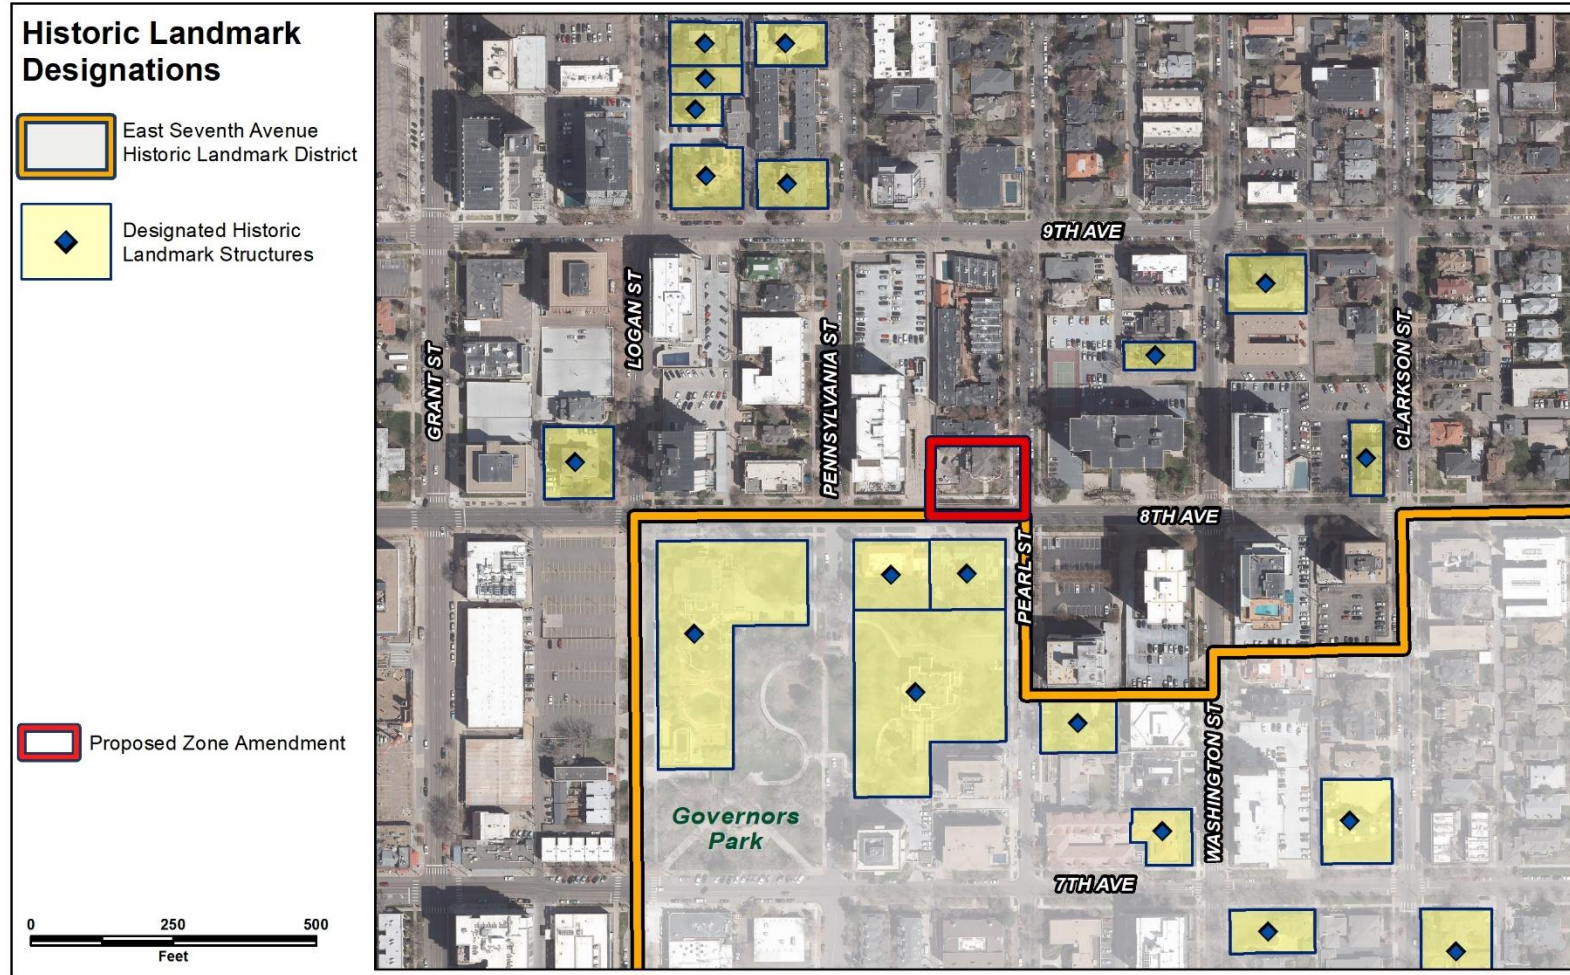 Historic Landmark
Designations
East Seventh Avenue
Historic Landmark District
Designated Historic
Landmark Structures
Proposed Zone Amendment
0 250 500
Feet
9TH AVE
LOGAN ST
GRANT ST
PENNSYLVANIA ST
CLARKSON ST
8TH AVE
PEARL ST
WASHINGTON ST
Governors
Park
7TH AVE